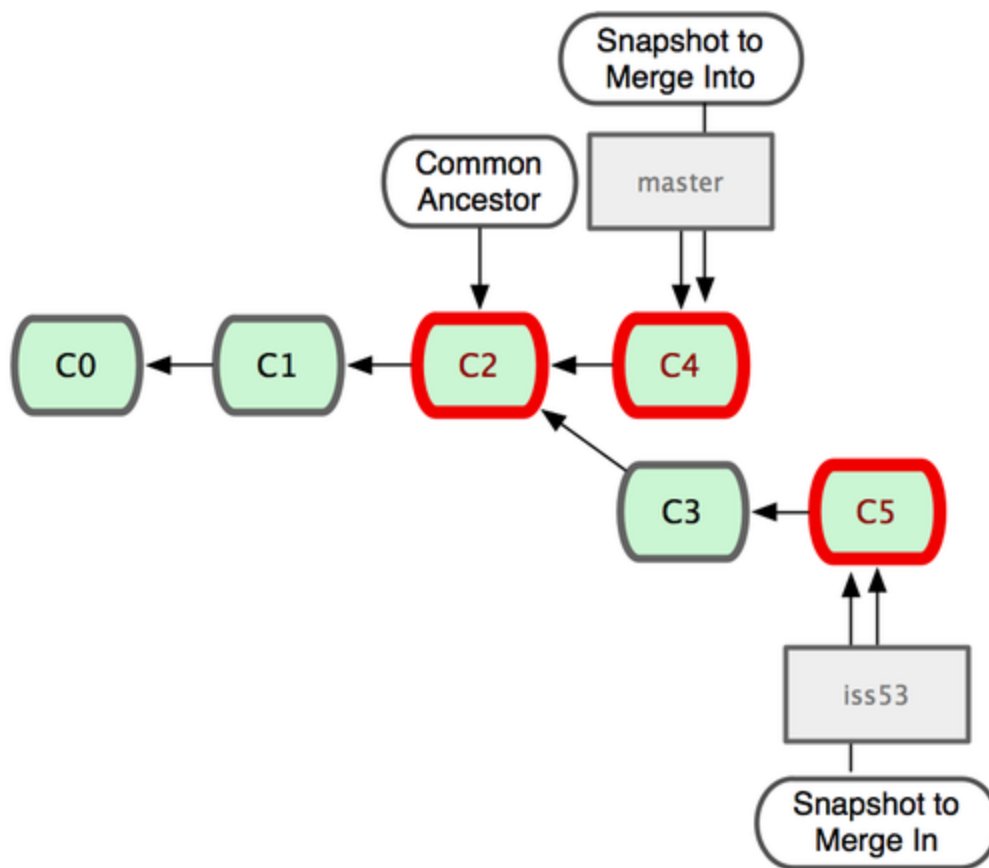 Snapshot to
Merge Into
Common
Ancestor
master
C0
C1
C2
C4
C3
C5
iss53
Snapshot to
Merge In